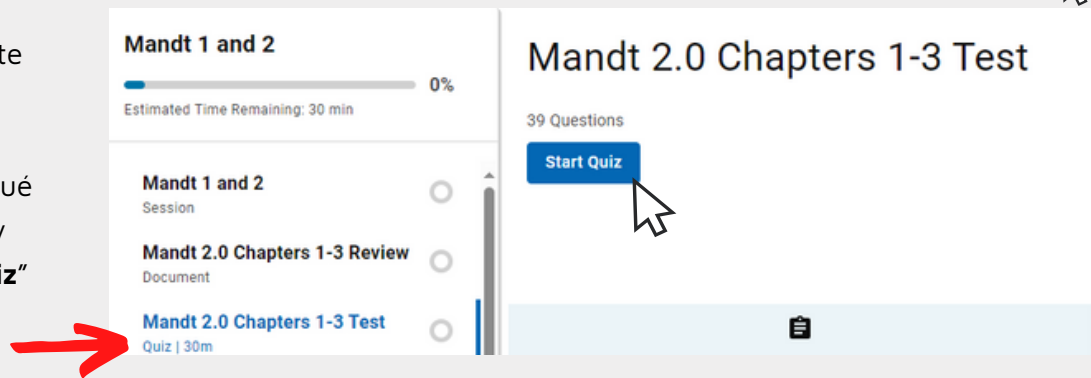 Mandt 1 and 2
0%
Estimated Time Remaining: 30 min
Mandt 1 and 2
Session
Mandt 2.0 Chapters 1-3 Review
Document
Mandt 2.0 Chapters 1-3 Test
Quiz | 30m
Mandt 2.0 Chapters 1-3 Test
39 Questions
Start Quiz